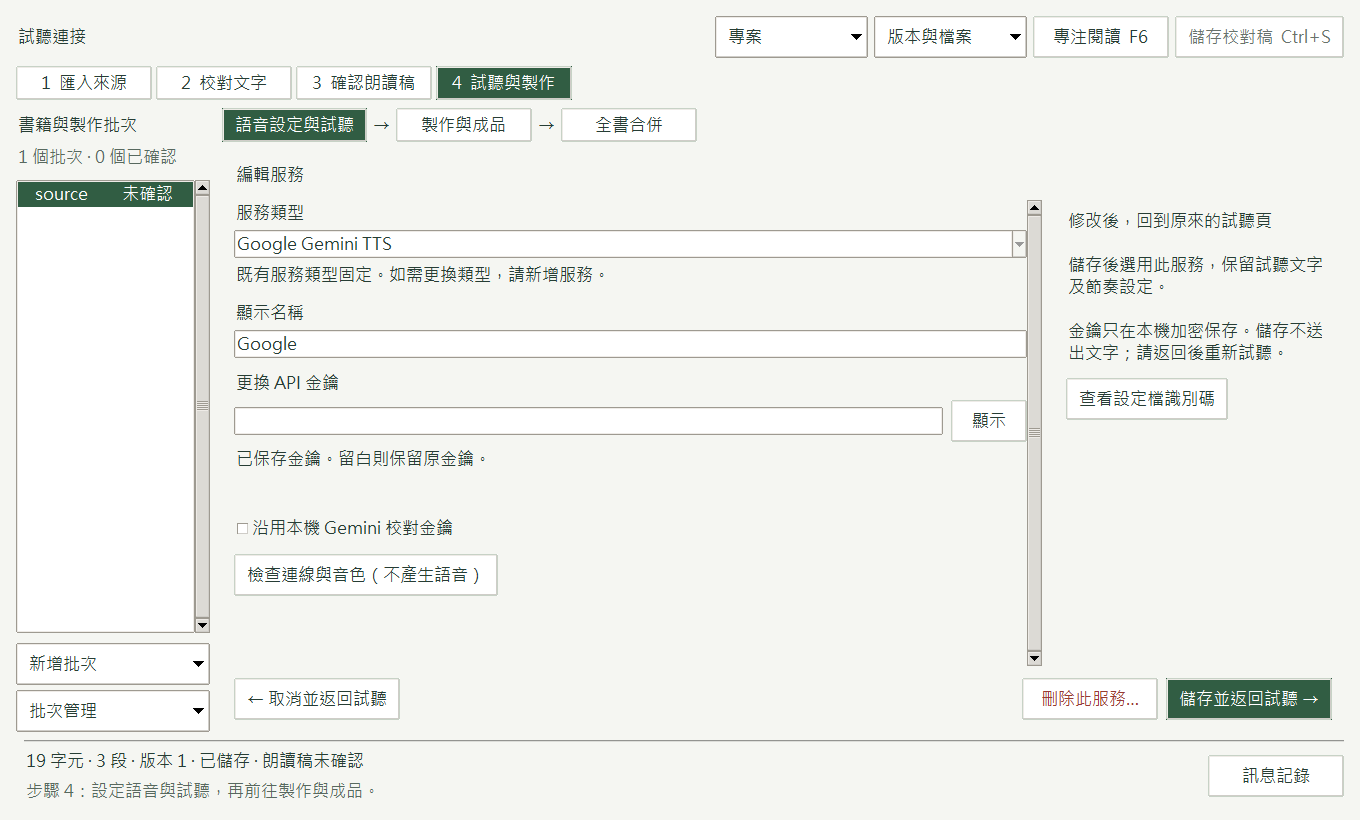 試聽連接
專案
版本與檔案
專注閱讀 F6
儲存校對稿 Ctrl+S
1 匯入來源
2 校對文字
3 確認朗讀稿
4 試聽與製作
書籍與製作批次
語音設定與試聽
→
製作與成品
→
全書合併
1 個批次 · 0 個已確認
source 未確認
編輯服務
服務類型
Google Gemini TTS
既有服務類型固定。如需更換類型，請新增服務。
顯示名稱
Google
更換 API 金鑰
顯示
已保存金鑰。留白則保留原金鑰。
沿用本機 Gemini 校對金鑰
檢查連線與音色（不產生語音）
修改後，回到原來的試聽頁
儲存後選用此服務，保留試聽文字
及節奏設定。
金鑰只在本機加密保存。儲存不送
出文字；請返回後重新試聽。
查看設定檔識別碼
新增批次
批次管理
← 取消並返回試聽
刪除此服務...
儲存並返回試聽 →
19 字元 · 3 段 · 版本 1 · 已儲存 · 朗讀稿未確認
步驟 4：設定語音與試聽，再前往製作與成品。
訊息記錄